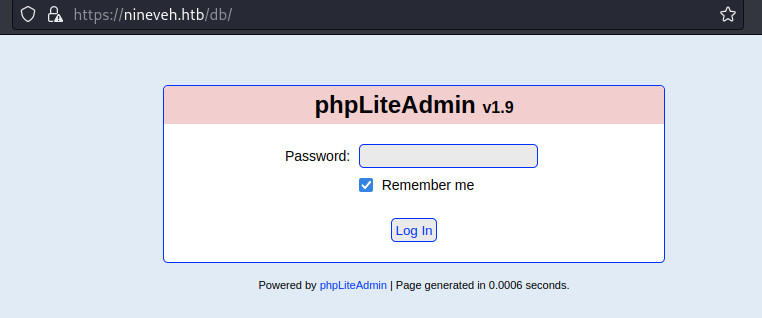 https://nineveh.htb/db/
phpLiteAdmin v1.9
Password:
Remember me
Log In
Powered by phpLiteAdmin | Page generated in 0.0006 seconds.